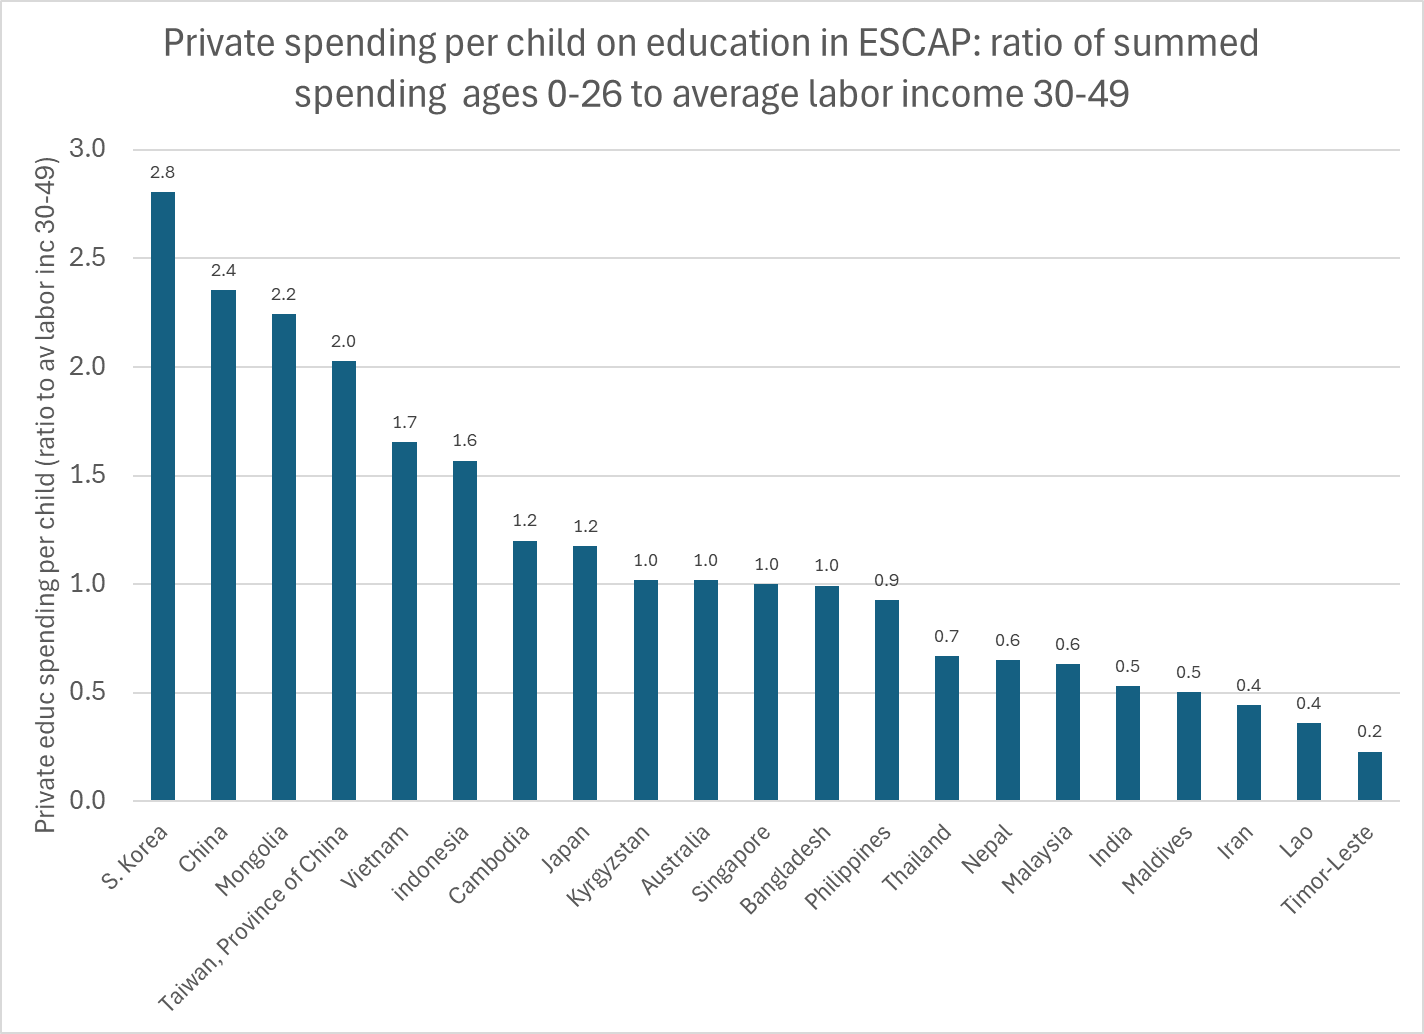 Private spending per child on education in ESCAP: ratio of summed
spending  ages 0-26 to average labor income 30-49
Private educ spending per child (ratio to av labor inc 30-49)
3.0
2.5
2.0
1.5
1.0
0.5
0.0
2.8
2.4
2.2
2.0
1.7
1.6
1.2
1.2
1.0
1.0
1.0
1.0
0.9
0.7
0.6
0.6
0.5
0.5
0.4
0.4
0.2
S. Korea
China
Mongolia
Taiwan, Province of China
Vietnam
indonesia
Cambodia
Japan
Kyrgyzstan
Australia
Singapore
Bangladesh
Philippines
Thailand
Nepal
Malaysia
India
Maldives
Iran
Lao
Timor-Leste